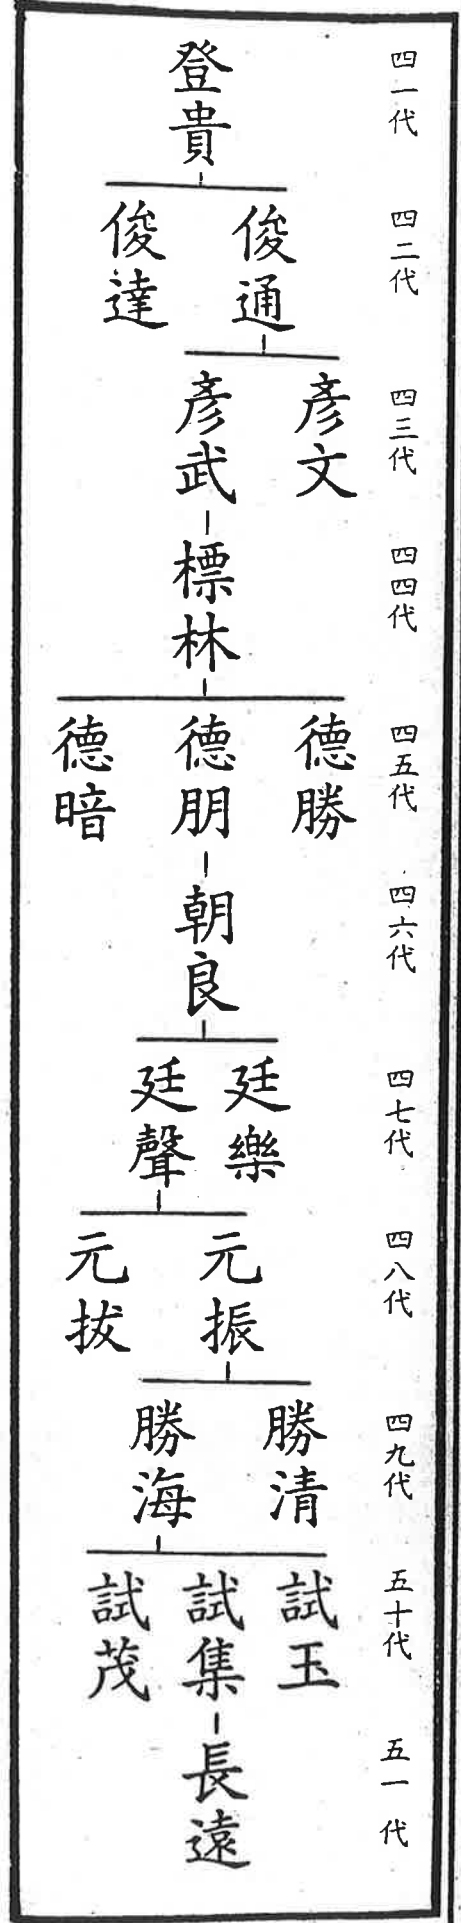 四一代
登貴
四二代
俊通
俊達
四三代
彥文
彥武
四四代
標林
四五代
德勝
德朋
德暗
四六代
朝良
四七代
廷樂
廷聲
四八代
元振
元拔
四九代
勝清
勝海
五十代
試玉
試集
試茂
五一代
長遠